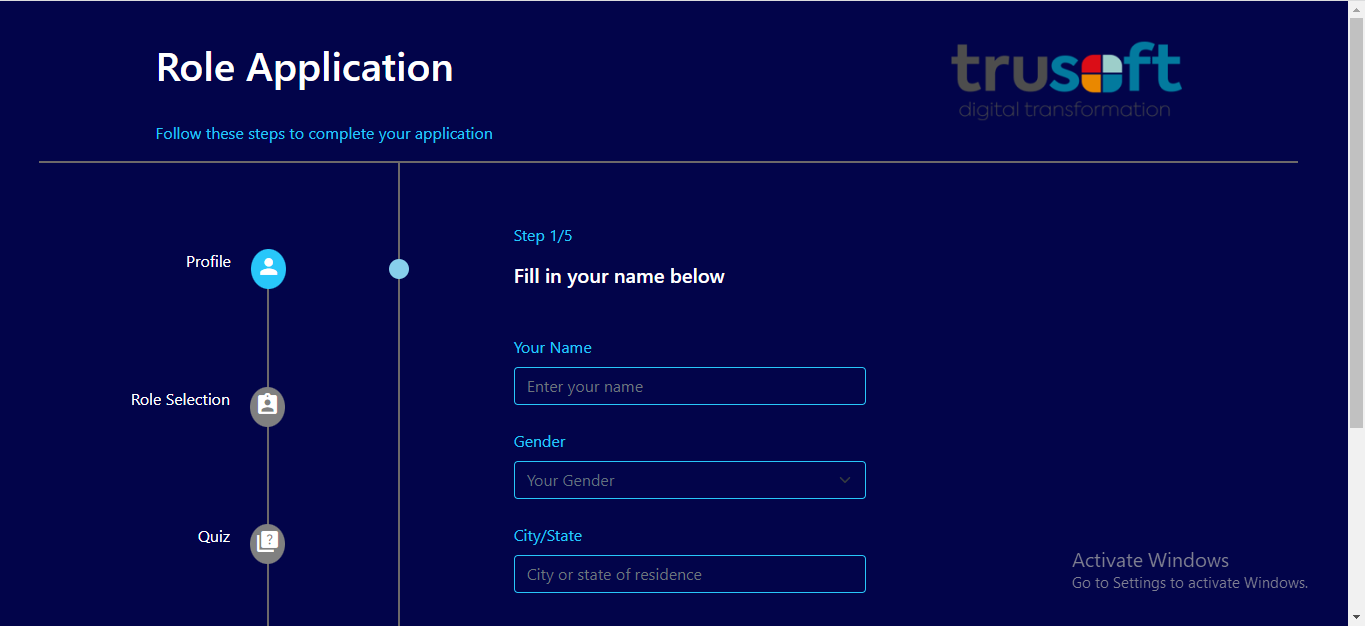 Role Application
trusoft
digital transformation
Follow these steps to complete your application
Step 1/5
Profile
Fill in your name below
Your Name
Enter your name
Role Selection
Gender
Your Gender
Quiz
?
City/State
City or state of residence
Activate Windows
Go to Settings to activate Windows.